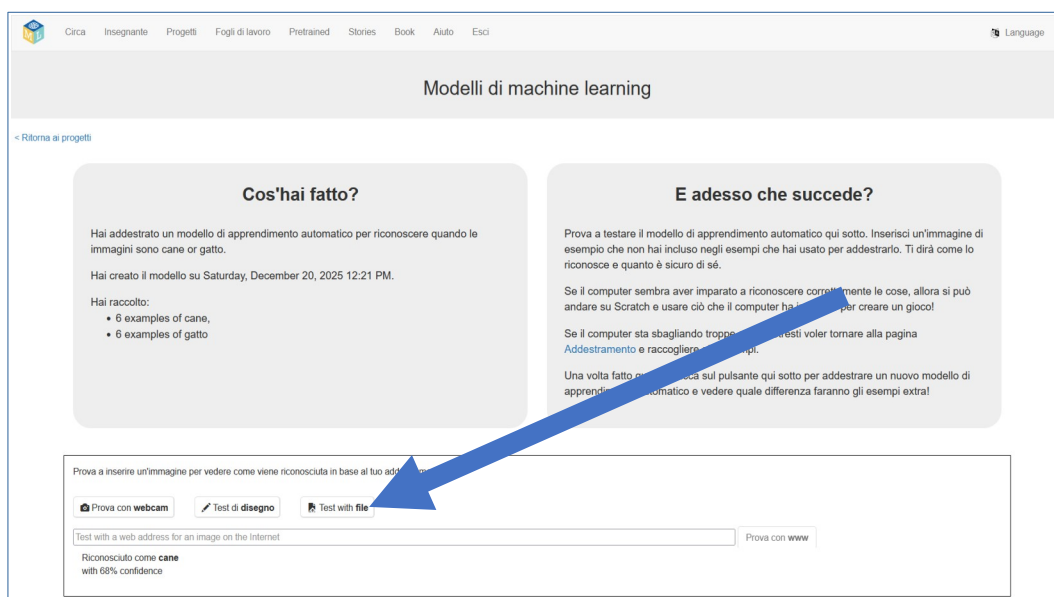 Circa Insegnante Progetti Fogli di lavoro Pretrained Stories Book Aiuto Esci Language
Modelli di machine learning
< Ritorna ai progetti
Cos'hai fatto?
Hai addestrato un modello di apprendimento automatico per riconoscere quando le
immagini sono cane or gatto.
Hai creato il modello su Saturday, December 20, 2025 12:21 PM.
Hai raccolto:
• 6 examples of cane,
• 6 examples of gatto
E adesso che succede?
Prova a testare il modello di apprendimento automatico qui sotto. Inserisci un'immagine di
esempio che non hai incluso negli esempi che hai usato per addestrarlo. Ti dirà come lo
riconosce e quanto è sicuro di sé.
Se il computer sembra aver imparato a riconoscere correttamente le cose, allora si può
andare su Scratch e usare ciò che il computer ha per creare un gioco!
Se il computer sta sbagliando troppe voler tornare alla pagina
Addestramento e raccogliere
Una volta fatto sul pulsante qui sotto per addestrare un nuovo modello di
apprendimento automatico e vedere quale differenza faranno gli esempi extra!
Prova a inserire un'immagine per vedere come viene riconosciuta in base al tuo
Prova con webcam Test di disegno Test with file
Test with a web address for an image on the Internet Prova con www
Riconosciuto come cane
with 68% confidence